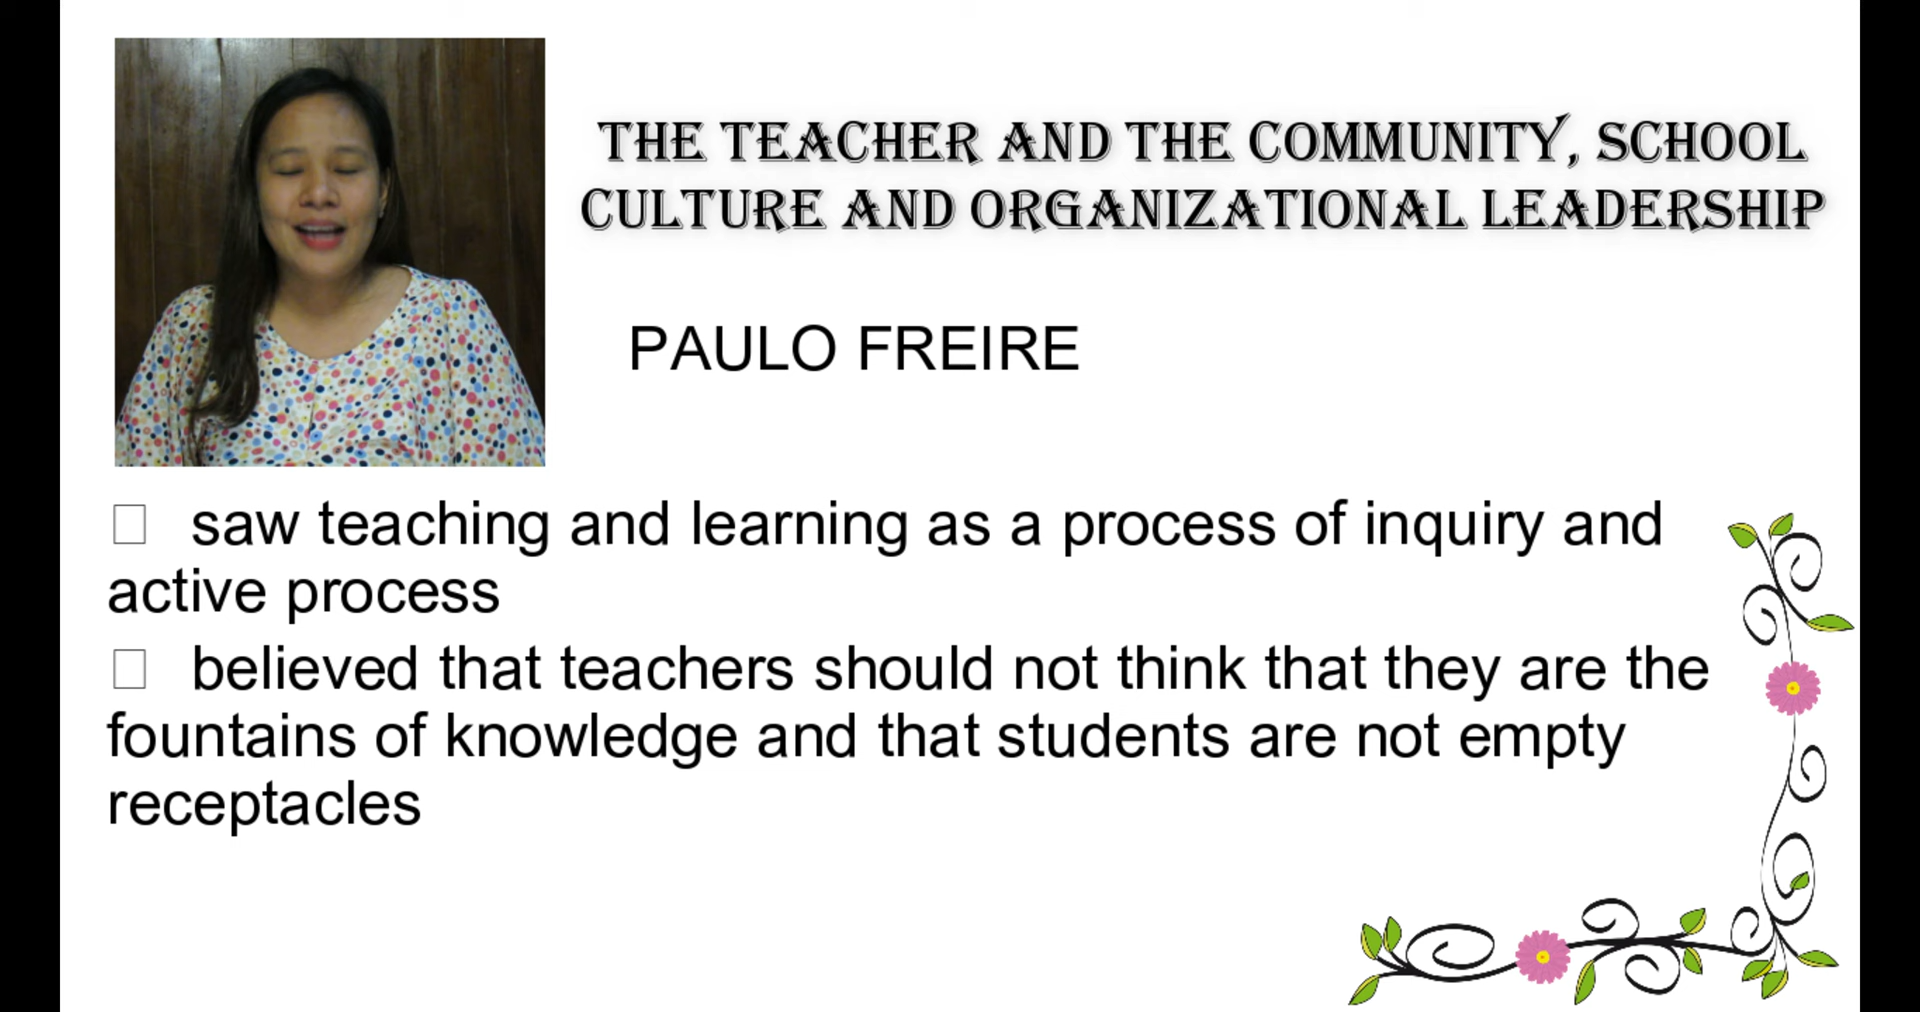 THE TEACHER AND THE COMMUNITY, SCHOOL
CULTURE AND ORGANIZATIONAL LEADERSHIP
PAULO FREIRE
saw teaching and learning as a process of inquiry and
active process
believed that teachers should not think that they are the
fountains of knowledge and that students are not empty
receptacles